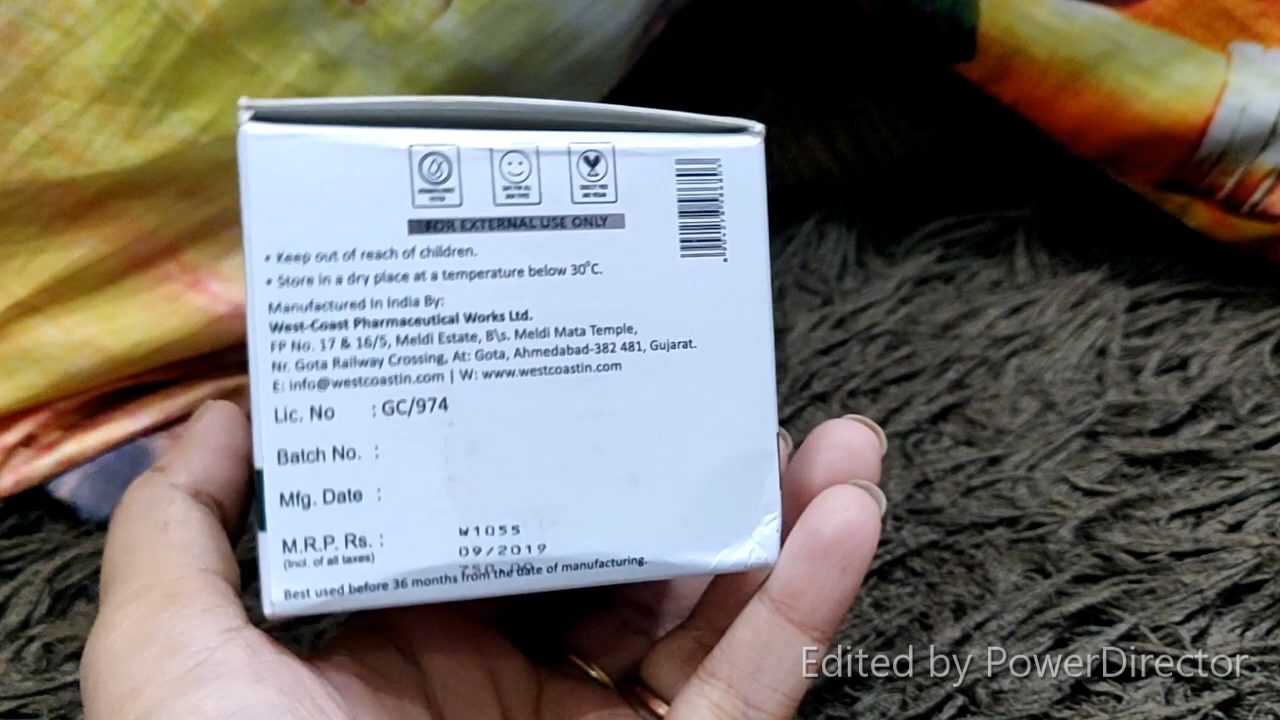 FOR EXTERNAL USE ONLY
• Keep out of reach of children.
• Store in a dry place at a temperature below 30°C.
Manufactured In India By:
West-Coast Pharmaceutical Works Ltd.
FP No. 17 & 16/5, Meldi Estate, B\s. Meldi Mata Temple,
Nr. Gota Railway Crossing, At: Gota, Ahmedabad-382 481, Gujarat.
E: info@westcoastin.com | W: www.westcoastin.com
Lic. No : GC/974
Batch No. :
Mfg. Date :
M.R.P. Rs. :
(Incl. of all taxes)
W1055
09/2019
Best used before 36 months from the date of manufacturing.
Edited by PowerDirector